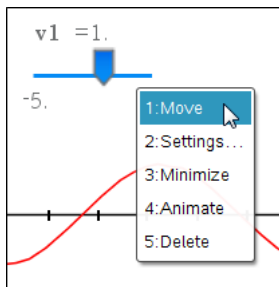 v1 =1.
-5.
1:Move
2:Settings...
3:Minimize
4:Animate
5:Delete